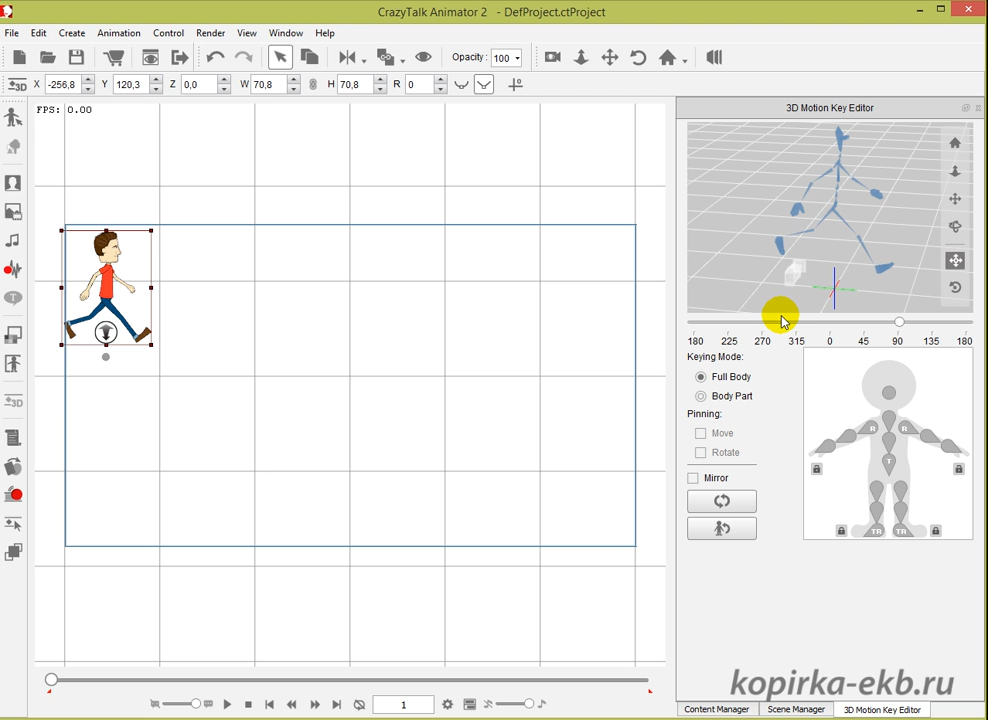 CrazyTalk Animator 2 - DefProject.ctProject
File Edit Create Animation Control Render View Window Help
Opacity: 100
3D X -256,8 Y 120,3 Z 0,0 W 70,8 H 70,8 R 0
FPS: 0.00
3D Motion Key Editor
180 225 270 315 0 45 90 135 180
Keying Mode:
Full Body
Body Part
Pinning:
Move
Rotate
Mirror
R R
T
TR TR
T
3D
1
kopirka-ekb.ru
Content Manager Scene Manager 3D Motion Key Editor